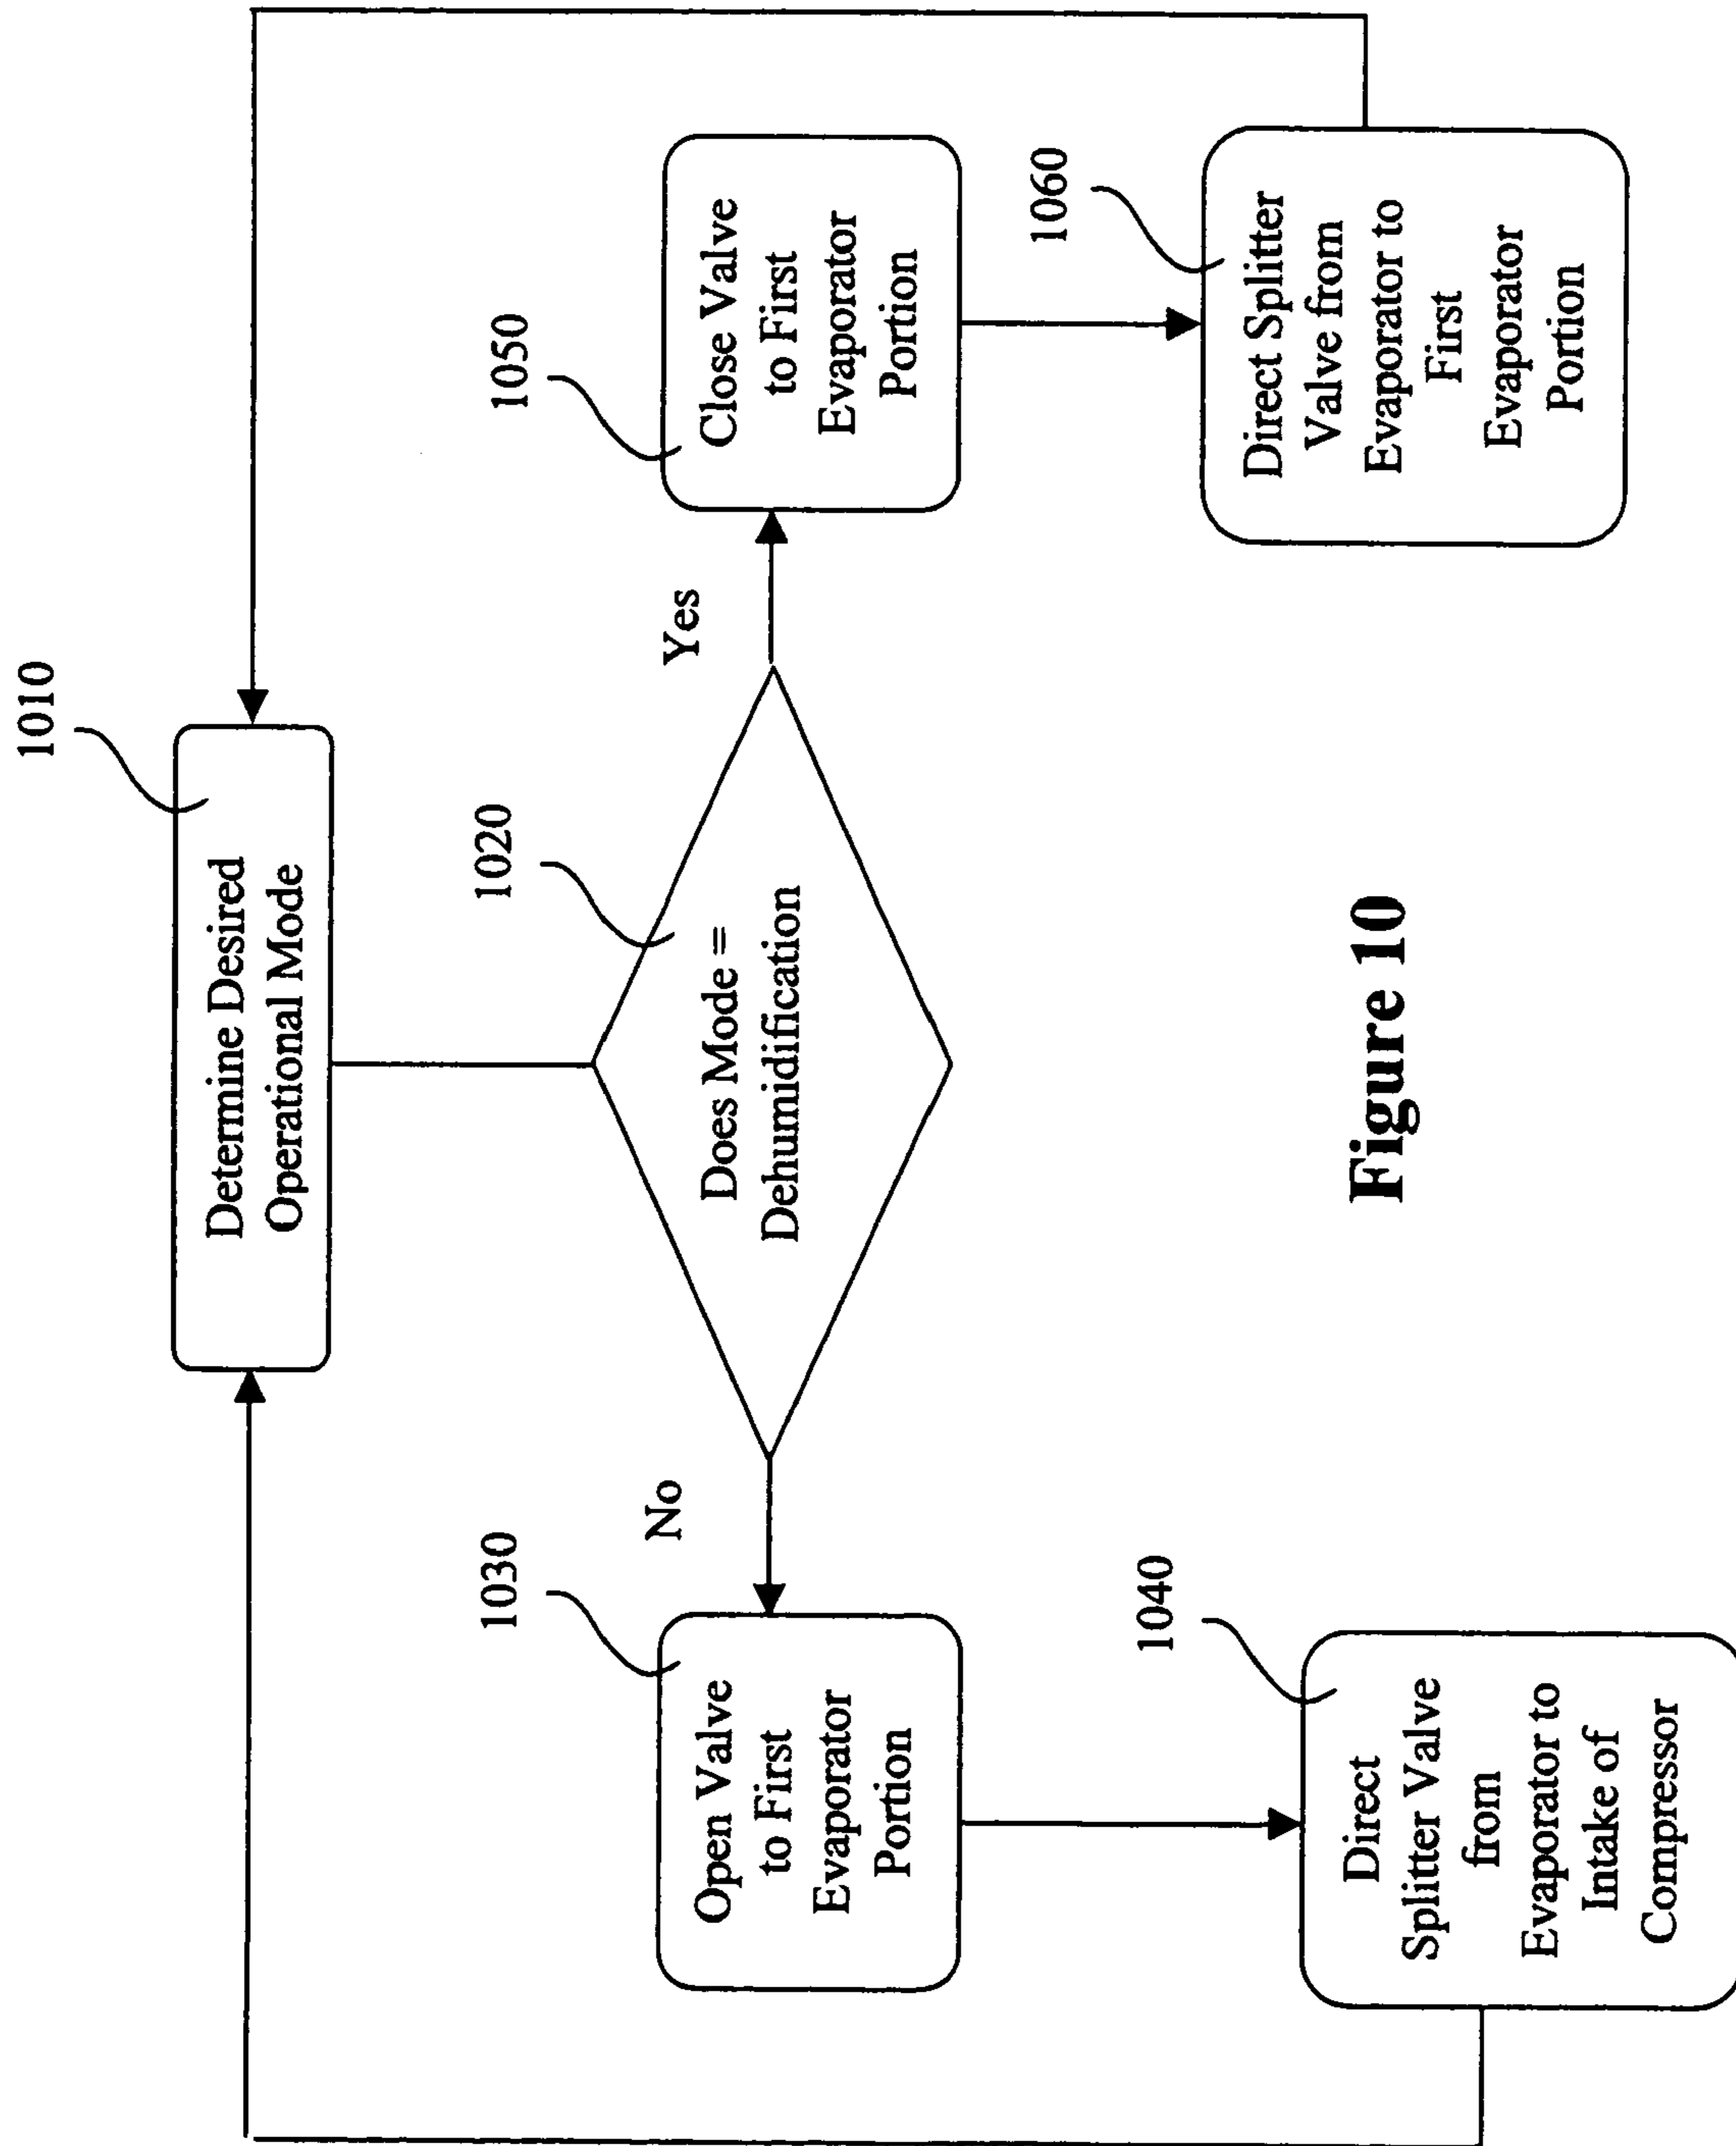 1010
Determine Desired
Operational Mode
1020
Does Mode =
Dehumidification
No
Yes
1030
Open Valve
to First
Evaporator
Portion
1050
Close Valve
to First
Evaporator
Portion
1040
Direct
Splitter Valve
from
Evaporator to
Intake of
Compressor
1060
Direct Splitter
Valve from
Evaporator to
First
Evaporator
Portion
Figure 10